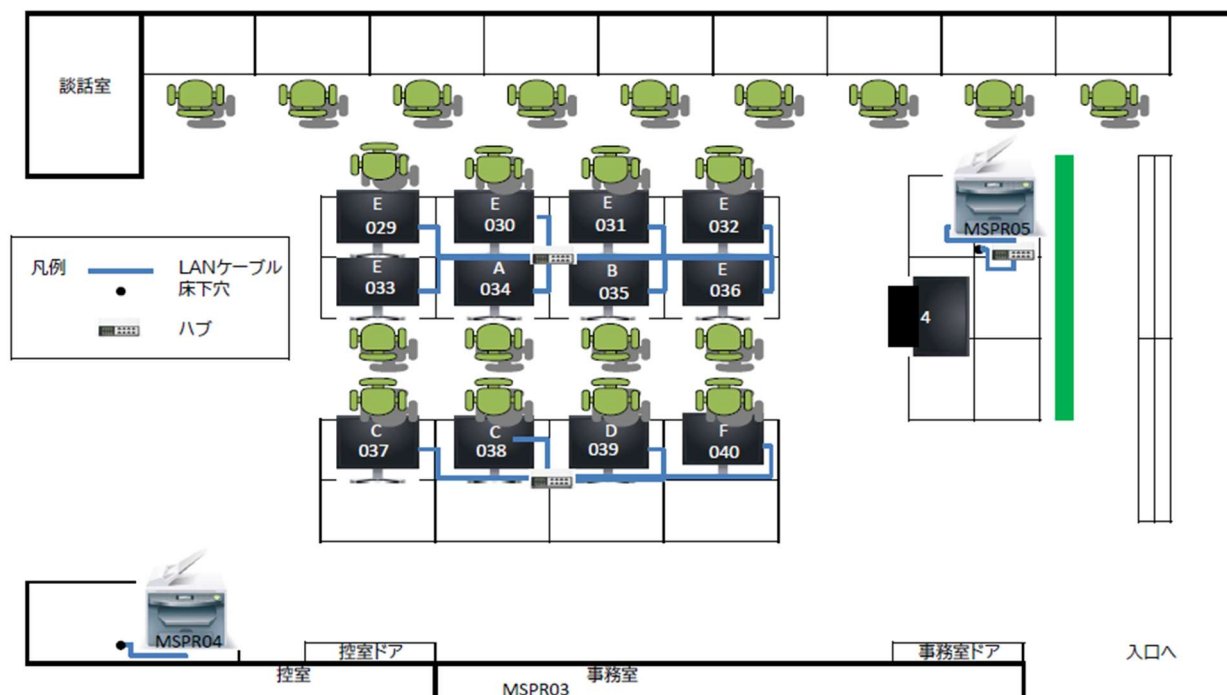 談話室
E
029
E
030
E
031
E
032
MSPR05
凡例
LANケーブル
床下穴
ハブ
E
033
A
034
B
035
E
036
4
C
037
C
038
D
039
F
040
MSPR04
控室ドア
事務室ドア
入口へ
控室
事務室
MSPR03